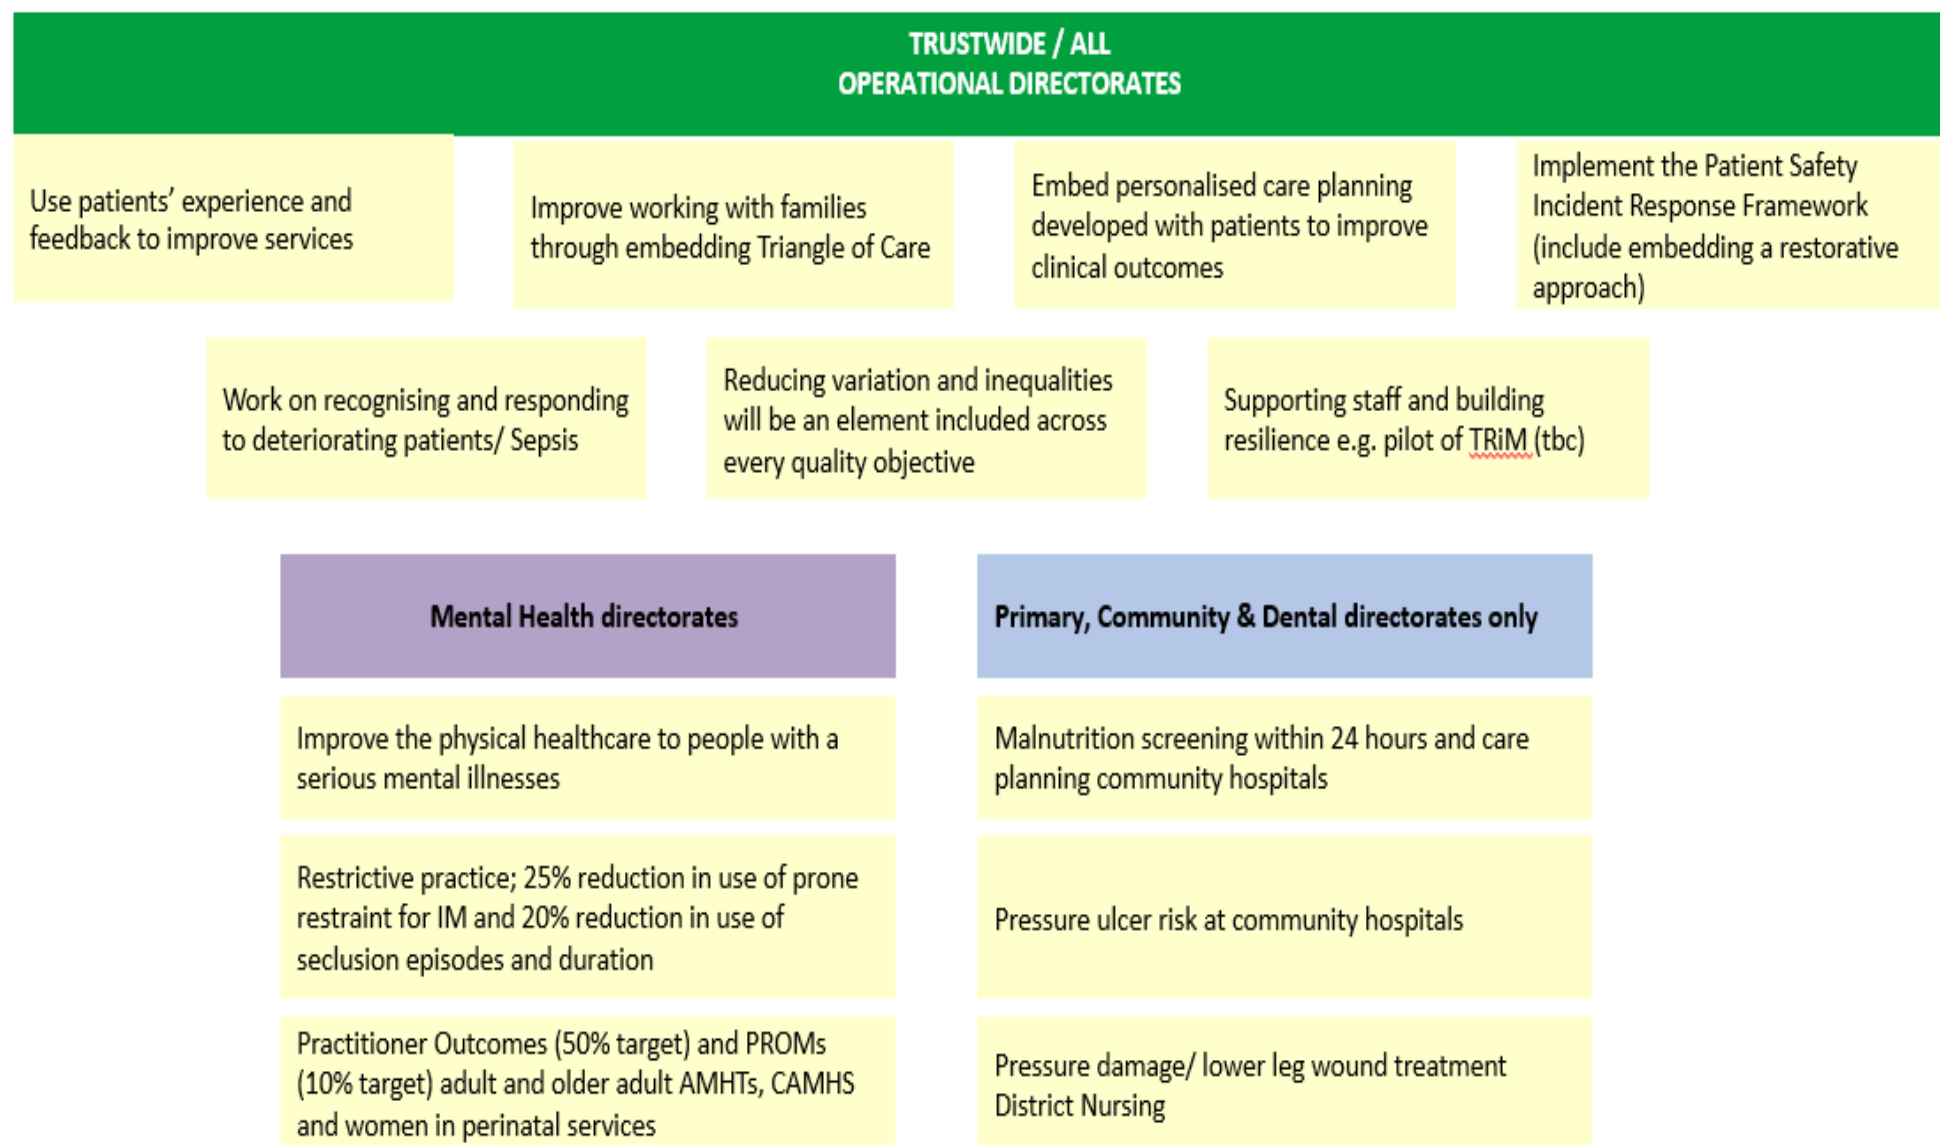 TRUSTWIDE / ALL
OPERATIONAL DIRECTORATES
Use patients’ experience and
feedback to improve services
Improve working with families
through embedding Triangle of Care
Embed personalised care planning
developed with patients to improve
clinical outcomes
Implement the Patient Safety
Incident Response Framework
(include embedding a restorative
approach)
Work on recognising and responding
to deteriorating patients/ Sepsis
Reducing variation and inequalities
will be an element included across
every quality objective
Supporting staff and building
resilience e.g. pilot of TRiM (tbc)
Mental Health directorates
Improve the physical healthcare to people with a
serious mental illnesses
Restrictive practice; 25% reduction in use of prone
restraint for IM and 20% reduction in use of
seclusion episodes and duration
Practitioner Outcomes (50% target) and PROMs
(10% target) adult and older adult AMHTs, CAMHS
and women in perinatal services
Primary, Community & Dental directorates only
Malnutrition screening within 24 hours and care
planning community hospitals
Pressure ulcer risk at community hospitals
Pressure damage/ lower leg wound treatment
District Nursing